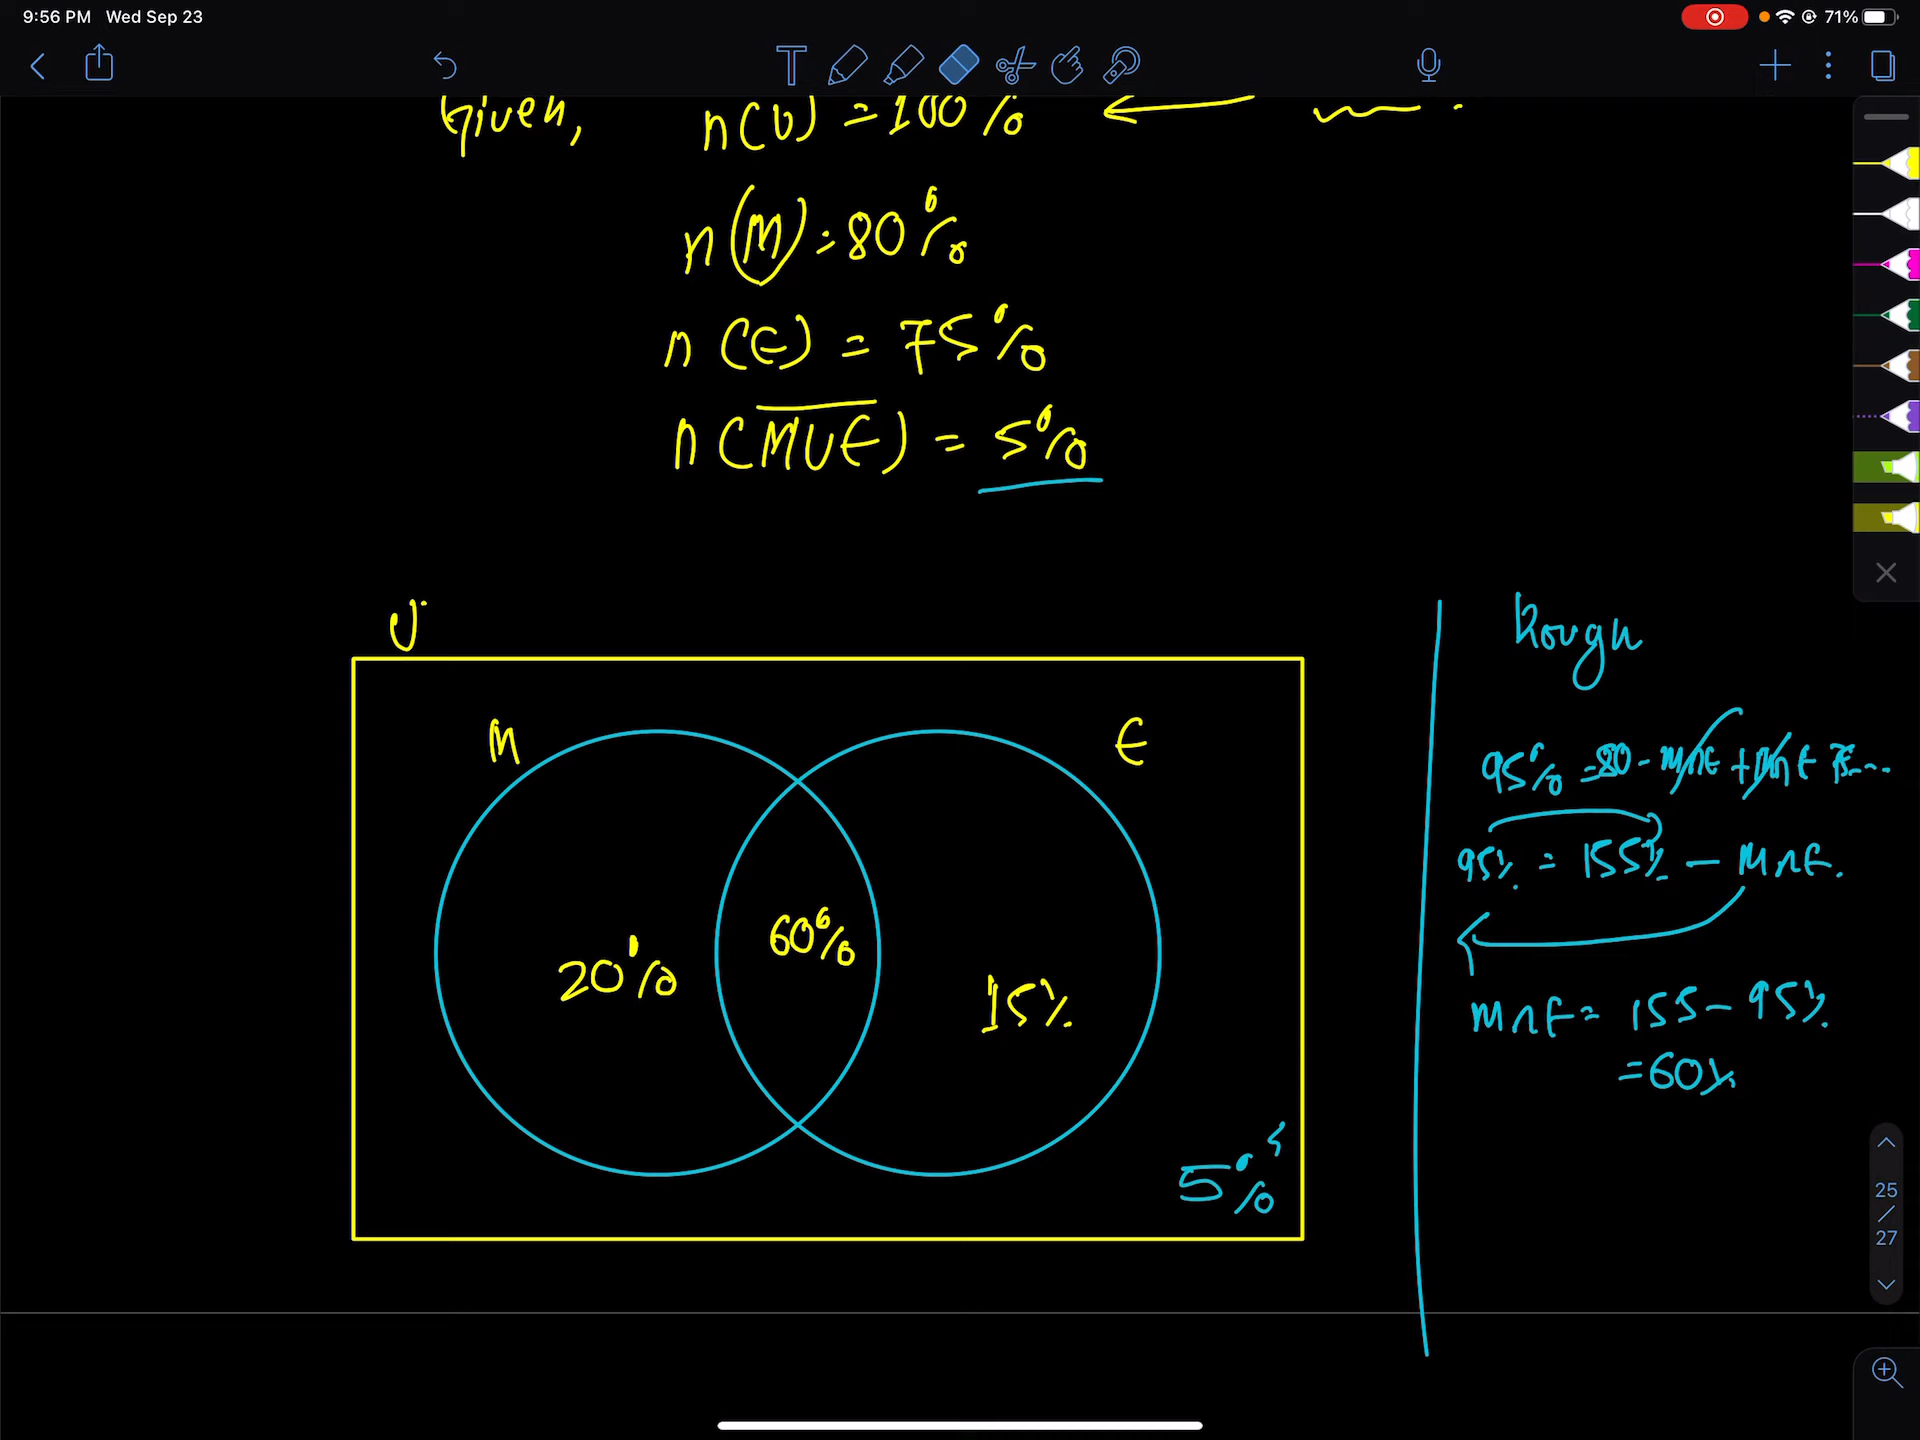 9:56 PM Wed Sep 23
71%
Given, n(U) = 100%
n(M) = 80%
n(E) = 75%
n(M̅∪̅E̅) = 5%
U
M
E
20%
60%
15%
5%
Rough
95% = 80 - M∩E + M∩E
95% = 155% - M∩E.
M∩E = 155 - 95%
= 60%
25
/
27